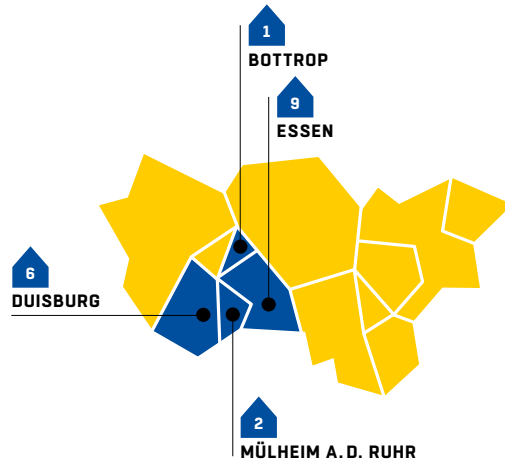 1
BOTTROP
9
ESSEN
6
DUISBURG
2
MÜLHEIM A. D. RUHR